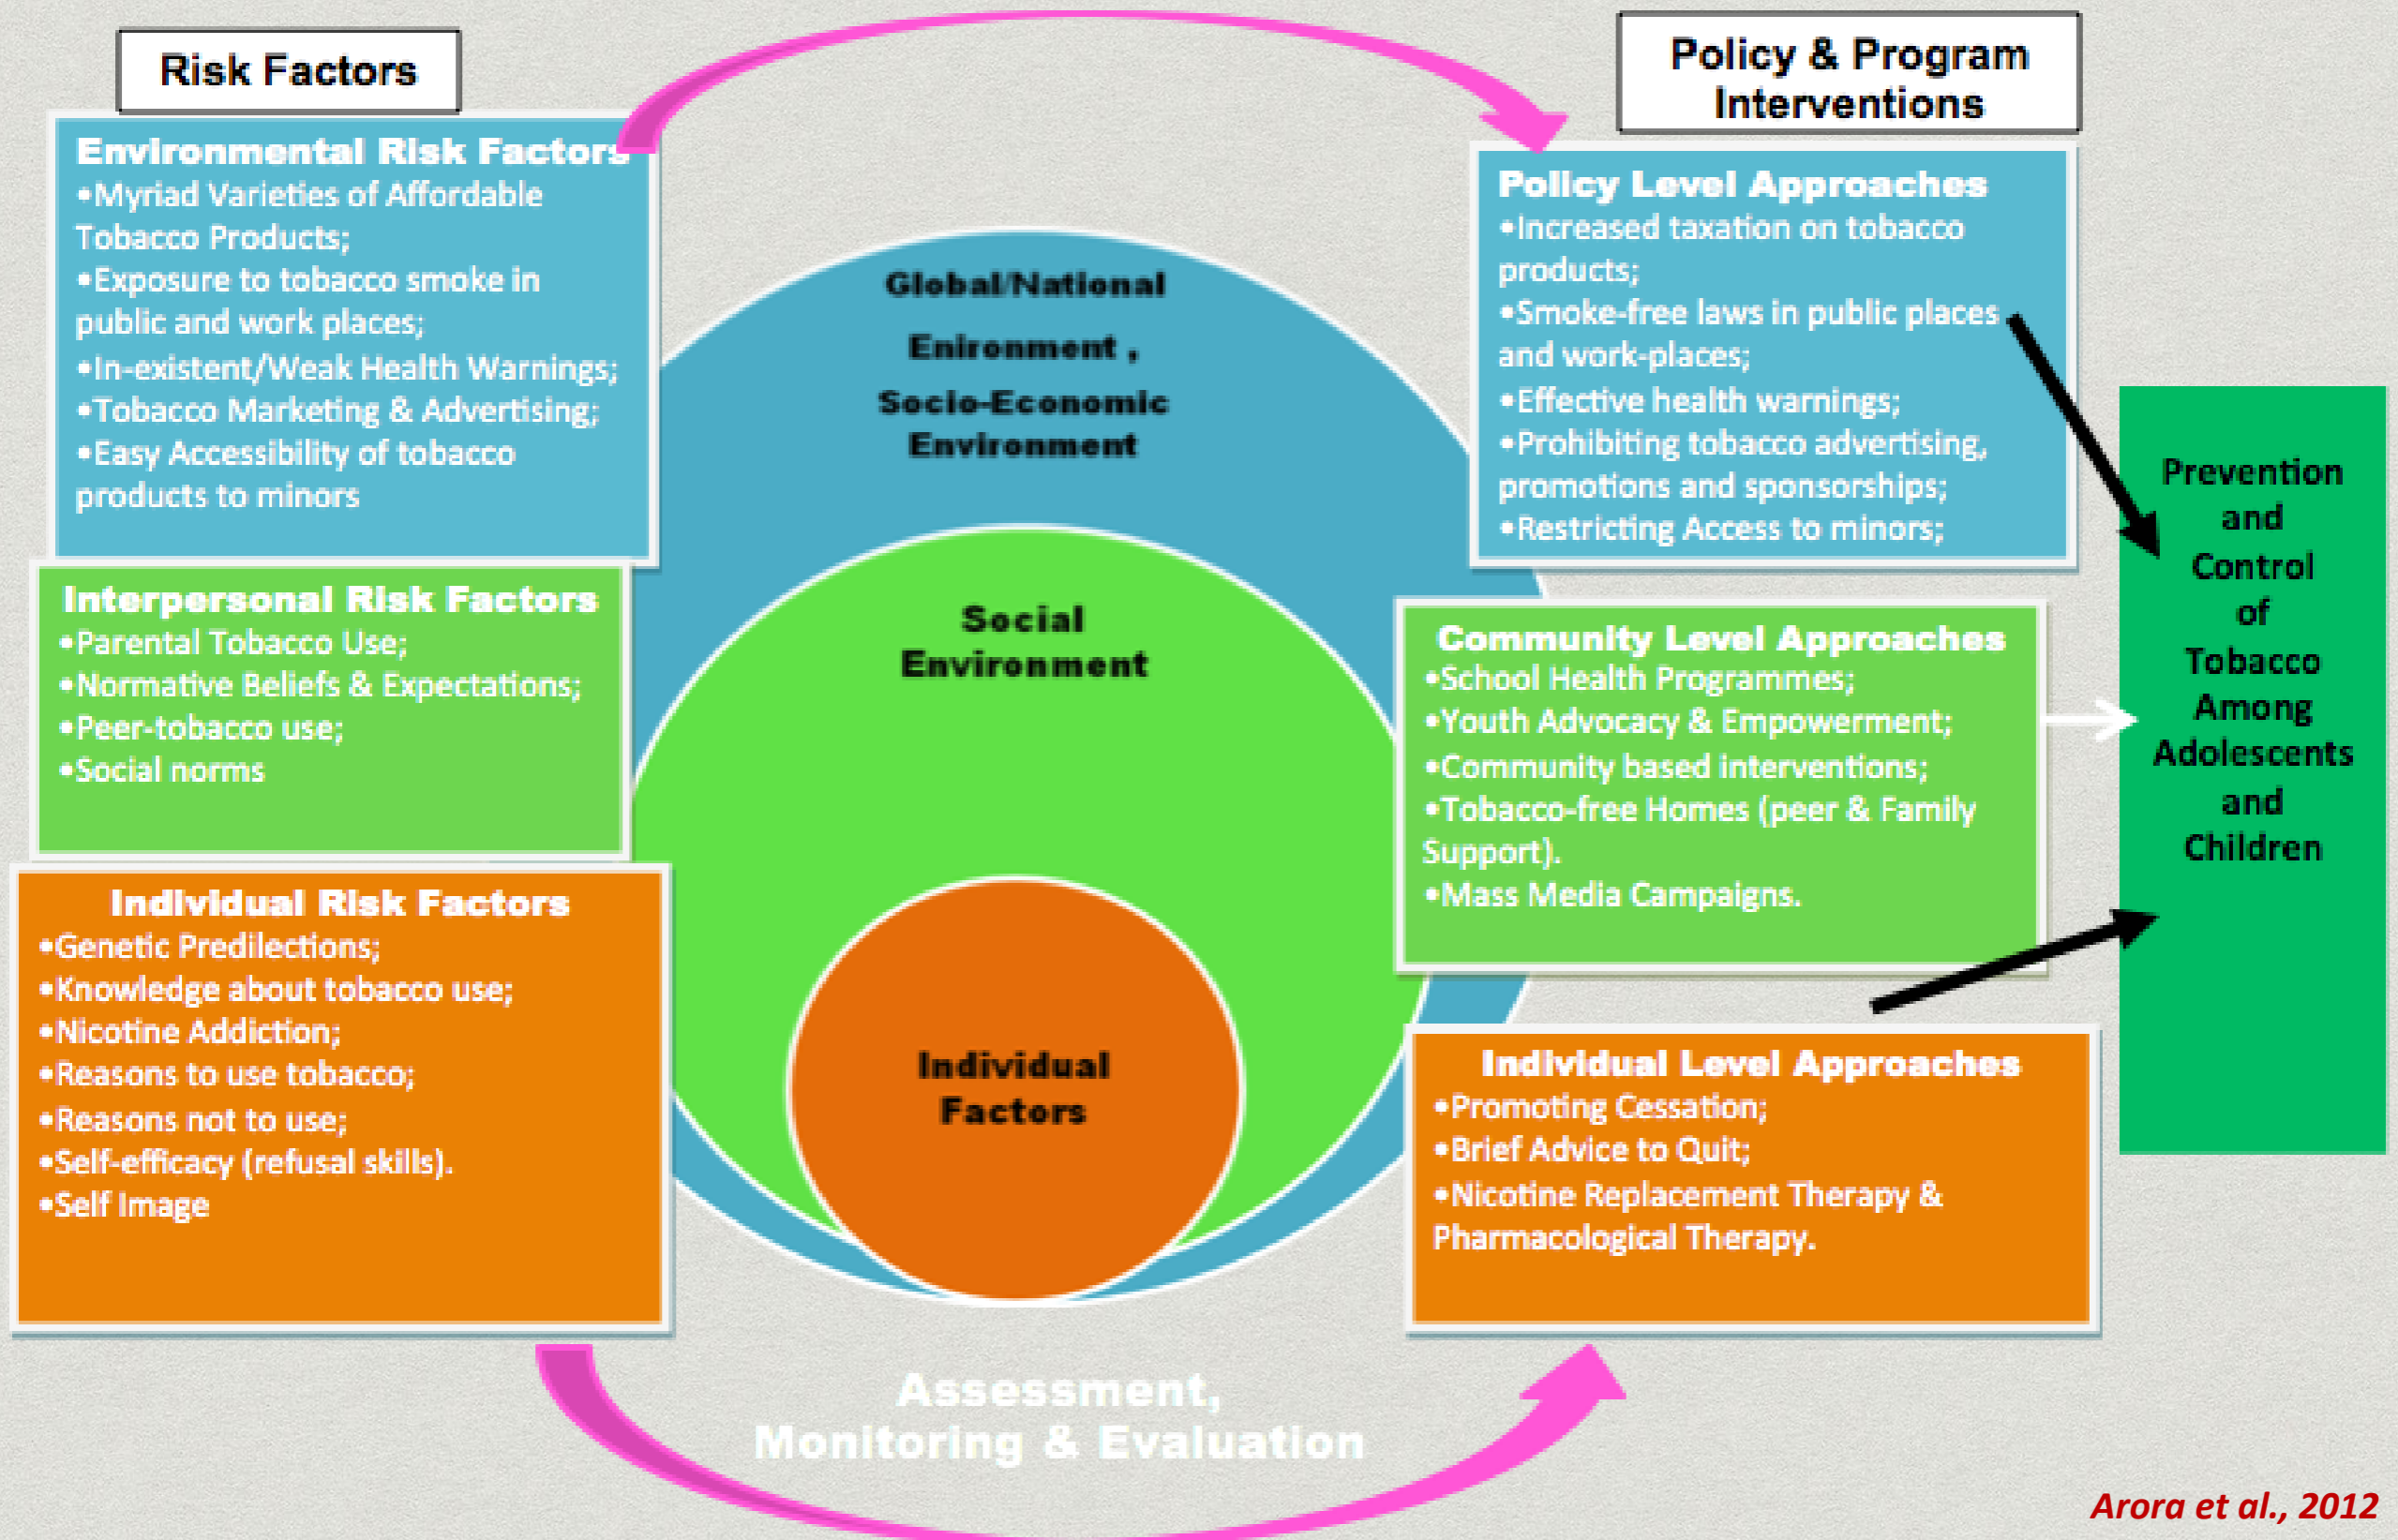 Risk Factors
Environmental Risk Factors
•Myriad Varieties of Affordable
Tobacco Products;
•Exposure to tobacco smoke in
public and work places;
•In-existent/Weak Health Warnings;
•Tobacco Marketing & Advertising;
•Easy Accessibility of tobacco
products to minors
Interpersonal Risk Factors
•Parental Tobacco Use;
•Normative Beliefs & Expectations;
•Peer-tobacco use;
•Social norms
Individual Risk Factors
•Genetic Predilections;
•Knowledge about tobacco use;
•Nicotine Addiction;
•Reasons to use tobacco;
•Reasons not to use;
•Self-efficacy (refusal skills).
•Self Image
Global/National
Enironment ,
Socio-Economic
Environment
Social
Environment
Individual
Factors
Assessment,
Monitoring & Evaluation
Policy & Program
Interventions
Policy Level Approaches
•Increased taxation on tobacco
products;
•Smoke-free laws in public places
and work-places;
•Effective health warnings;
•Prohibiting tobacco advertising,
promotions and sponsorships;
•Restricting Access to minors;
Community Level Approaches
•School Health Programmes;
•Youth Advocacy & Empowerment;
•Community based interventions;
•Tobacco-free Homes (peer & Family
Support).
•Mass Media Campaigns.
Individual Level Approaches
•Promoting Cessation;
•Brief Advice to Quit;
•Nicotine Replacement Therapy &
Pharmacological Therapy.
Prevention
and
Control
of
Tobacco
Among
Adolescents
and
Children
Arora et al., 2012